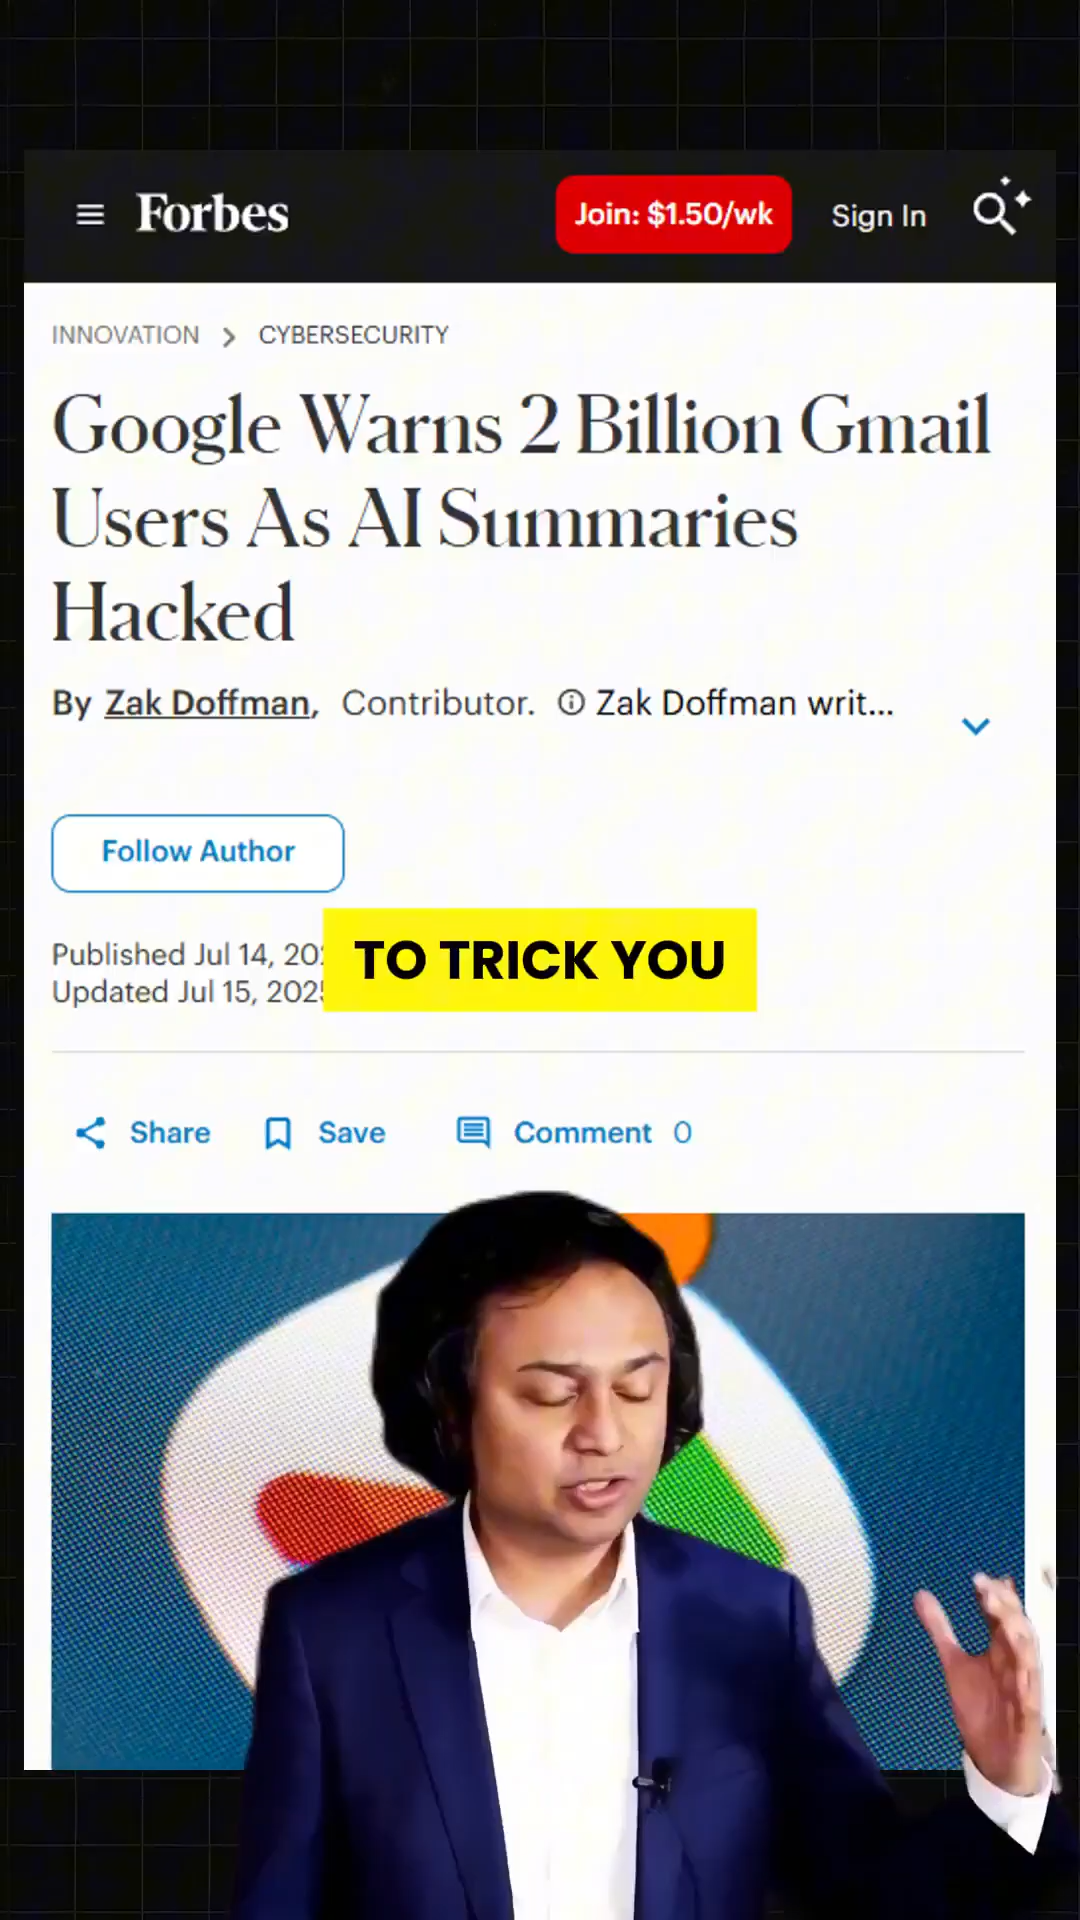 Forbes
Join: $1.50/wk
Sign In
INNOVATION > CYBERSECURITY
Google Warns 2 Billion Gmail
Users As AI Summaries
Hacked
By Zak Doffman, Contributor. Zak Doffman writ...
Follow Author
Published Jul 14, 20
Updated Jul 15, 202
TO TRICK YOU
Share Save Comment 0